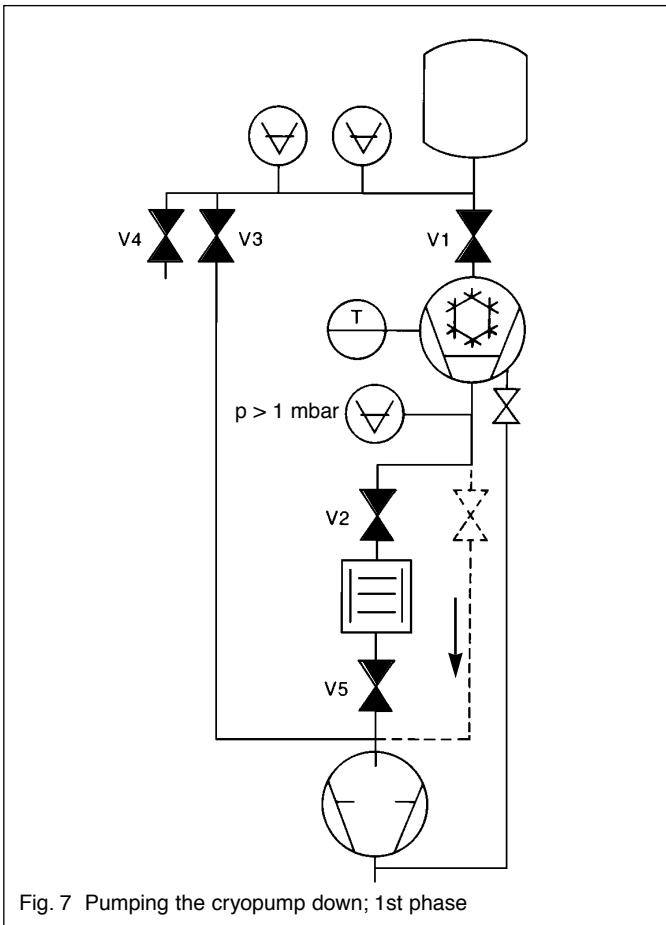 V4
V3
V1
T
p > 1 mbar
V2
V5
Fig. 7 Pumping the cryopump down; 1st phase